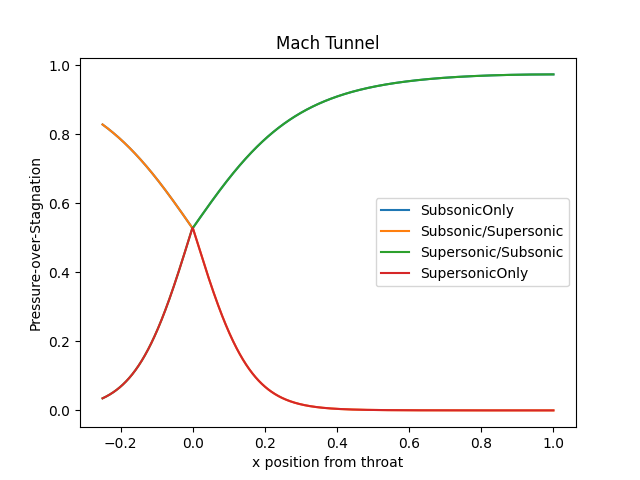 Mach Tunnel
Pressure-over-Stagnation
1.0
0.8
0.6
0.4
0.2
0.0
SubsonicOnly
Subsonic/Supersonic
Supersonic/Subsonic
SupersonicOnly
−0.2 0.0 0.2 0.4 0.6 0.8 1.0
x position from throat